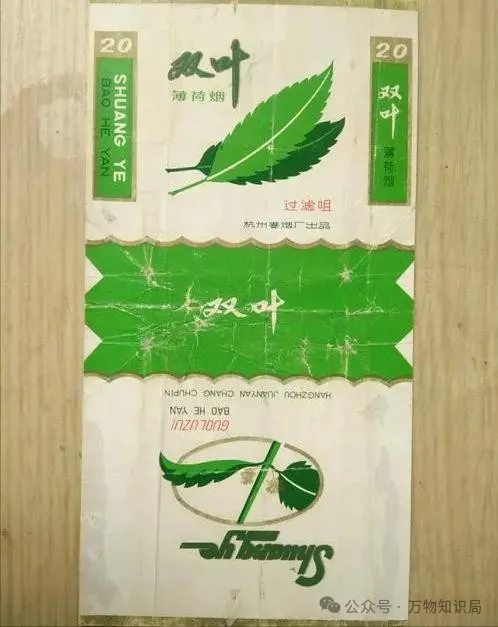 20
SHUANG YE
BAO HE YAN
双叶
薄荷烟
过滤咀
杭州卷烟厂出品
20
双叶
薄荷烟
双叶
HANGZHOU JUANYAN CHANG CHUPIN
BAO HE YAN
GUOLUZUI
Shuangye
公众号·万物知识局